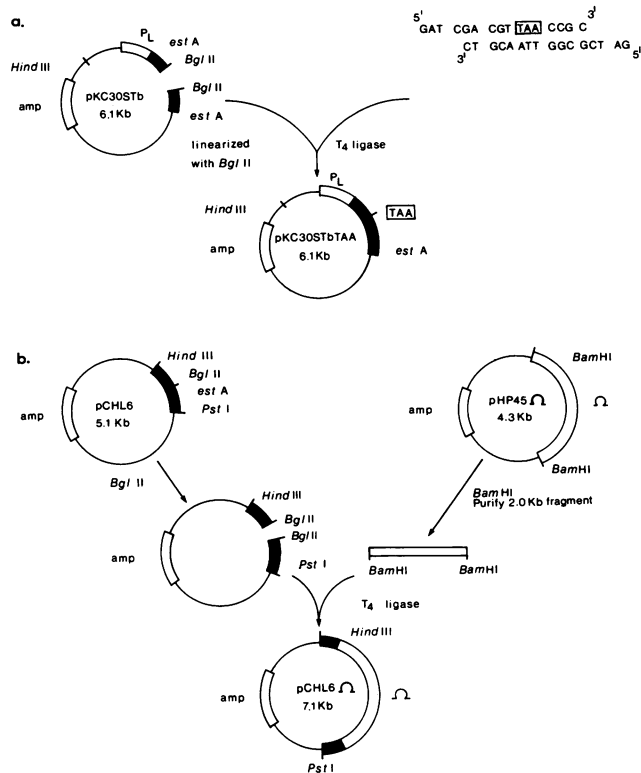 a.
P_L
est A
Bgl II
Hind III
Bgl II
amp
pKC30STb
6.1 Kb
est A
linearized
with Bgl II
5' GAT CGA CGT TAA CCG C 3'
3' CT GCA ATT GGC GCT AG 5'
T4 ligase
P_L
Hind III
TAA
amp
pKC30STbTAA
6.1 Kb
est A
b.
Hind III
Bgl II
est A
Pst I
amp
pCHL6
5.1 Kb
Bgl II
BamHI
amp
pHP45 Ω
4.3 Kb
Ω
BamHI
BamHI
Purify 2.0 Kb fragment
Hind III
Bgl II
Bgl II
amp
Pst I
BamHI BamHI
T4 ligase
Hind III
amp
pCHL6 Ω
7.1 Kb
Ω
Pst I